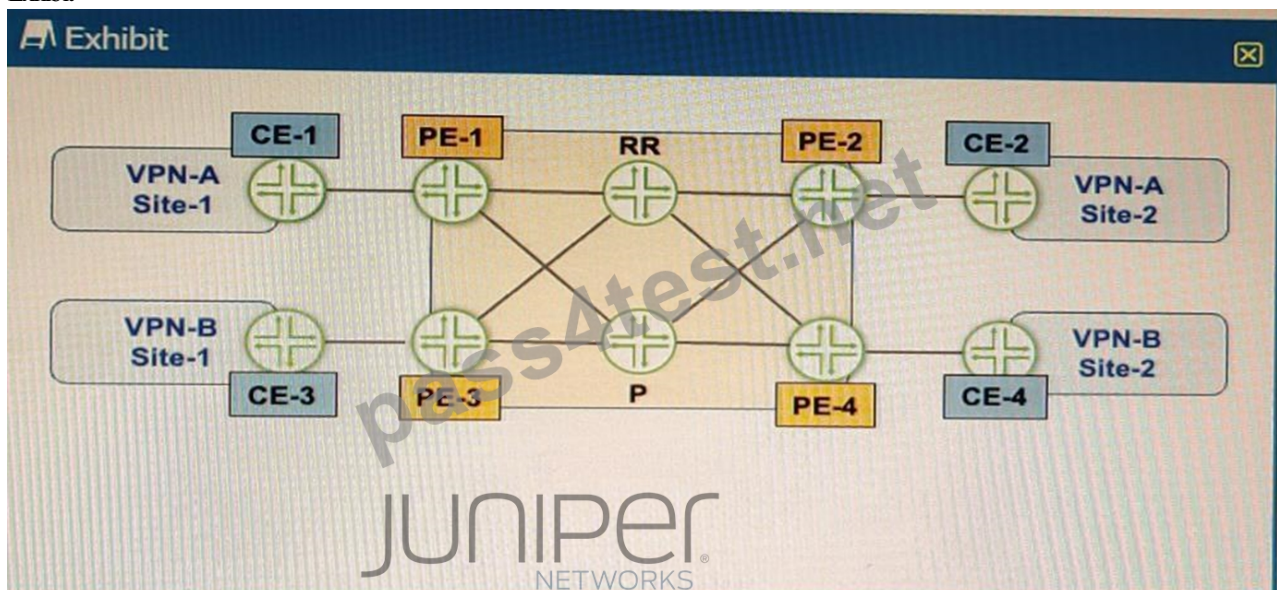 Exhibit
CE-1
PE-1
RR
PE-2
CE-2
VPN-A
Site-1
VPN-A
Site-2
VPN-B
Site-1
VPN-B
Site-2
CE-3
PE-3
P
PE-4
CE-4
pass4test.net
JUNIPEr
NETWORKS